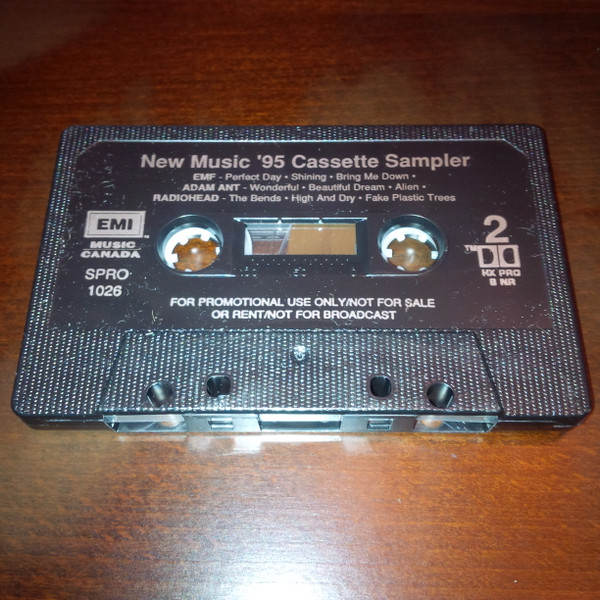 New Music '95 Cassette Sampler
EMF - Perfect Day • Shining • Bring Me Down •
ADAM ANT - Wonderful • Beautiful Dream • Alien •
RADIOHEAD - The Bends • High And Dry • Fake Plastic Trees
EMI
MUSIC
CANADA
SPRO
1026
2
TM
HX PRO
B NR
FOR PROMOTIONAL USE ONLY/NOT FOR SALE
OR RENT/NOT FOR BROADCAST